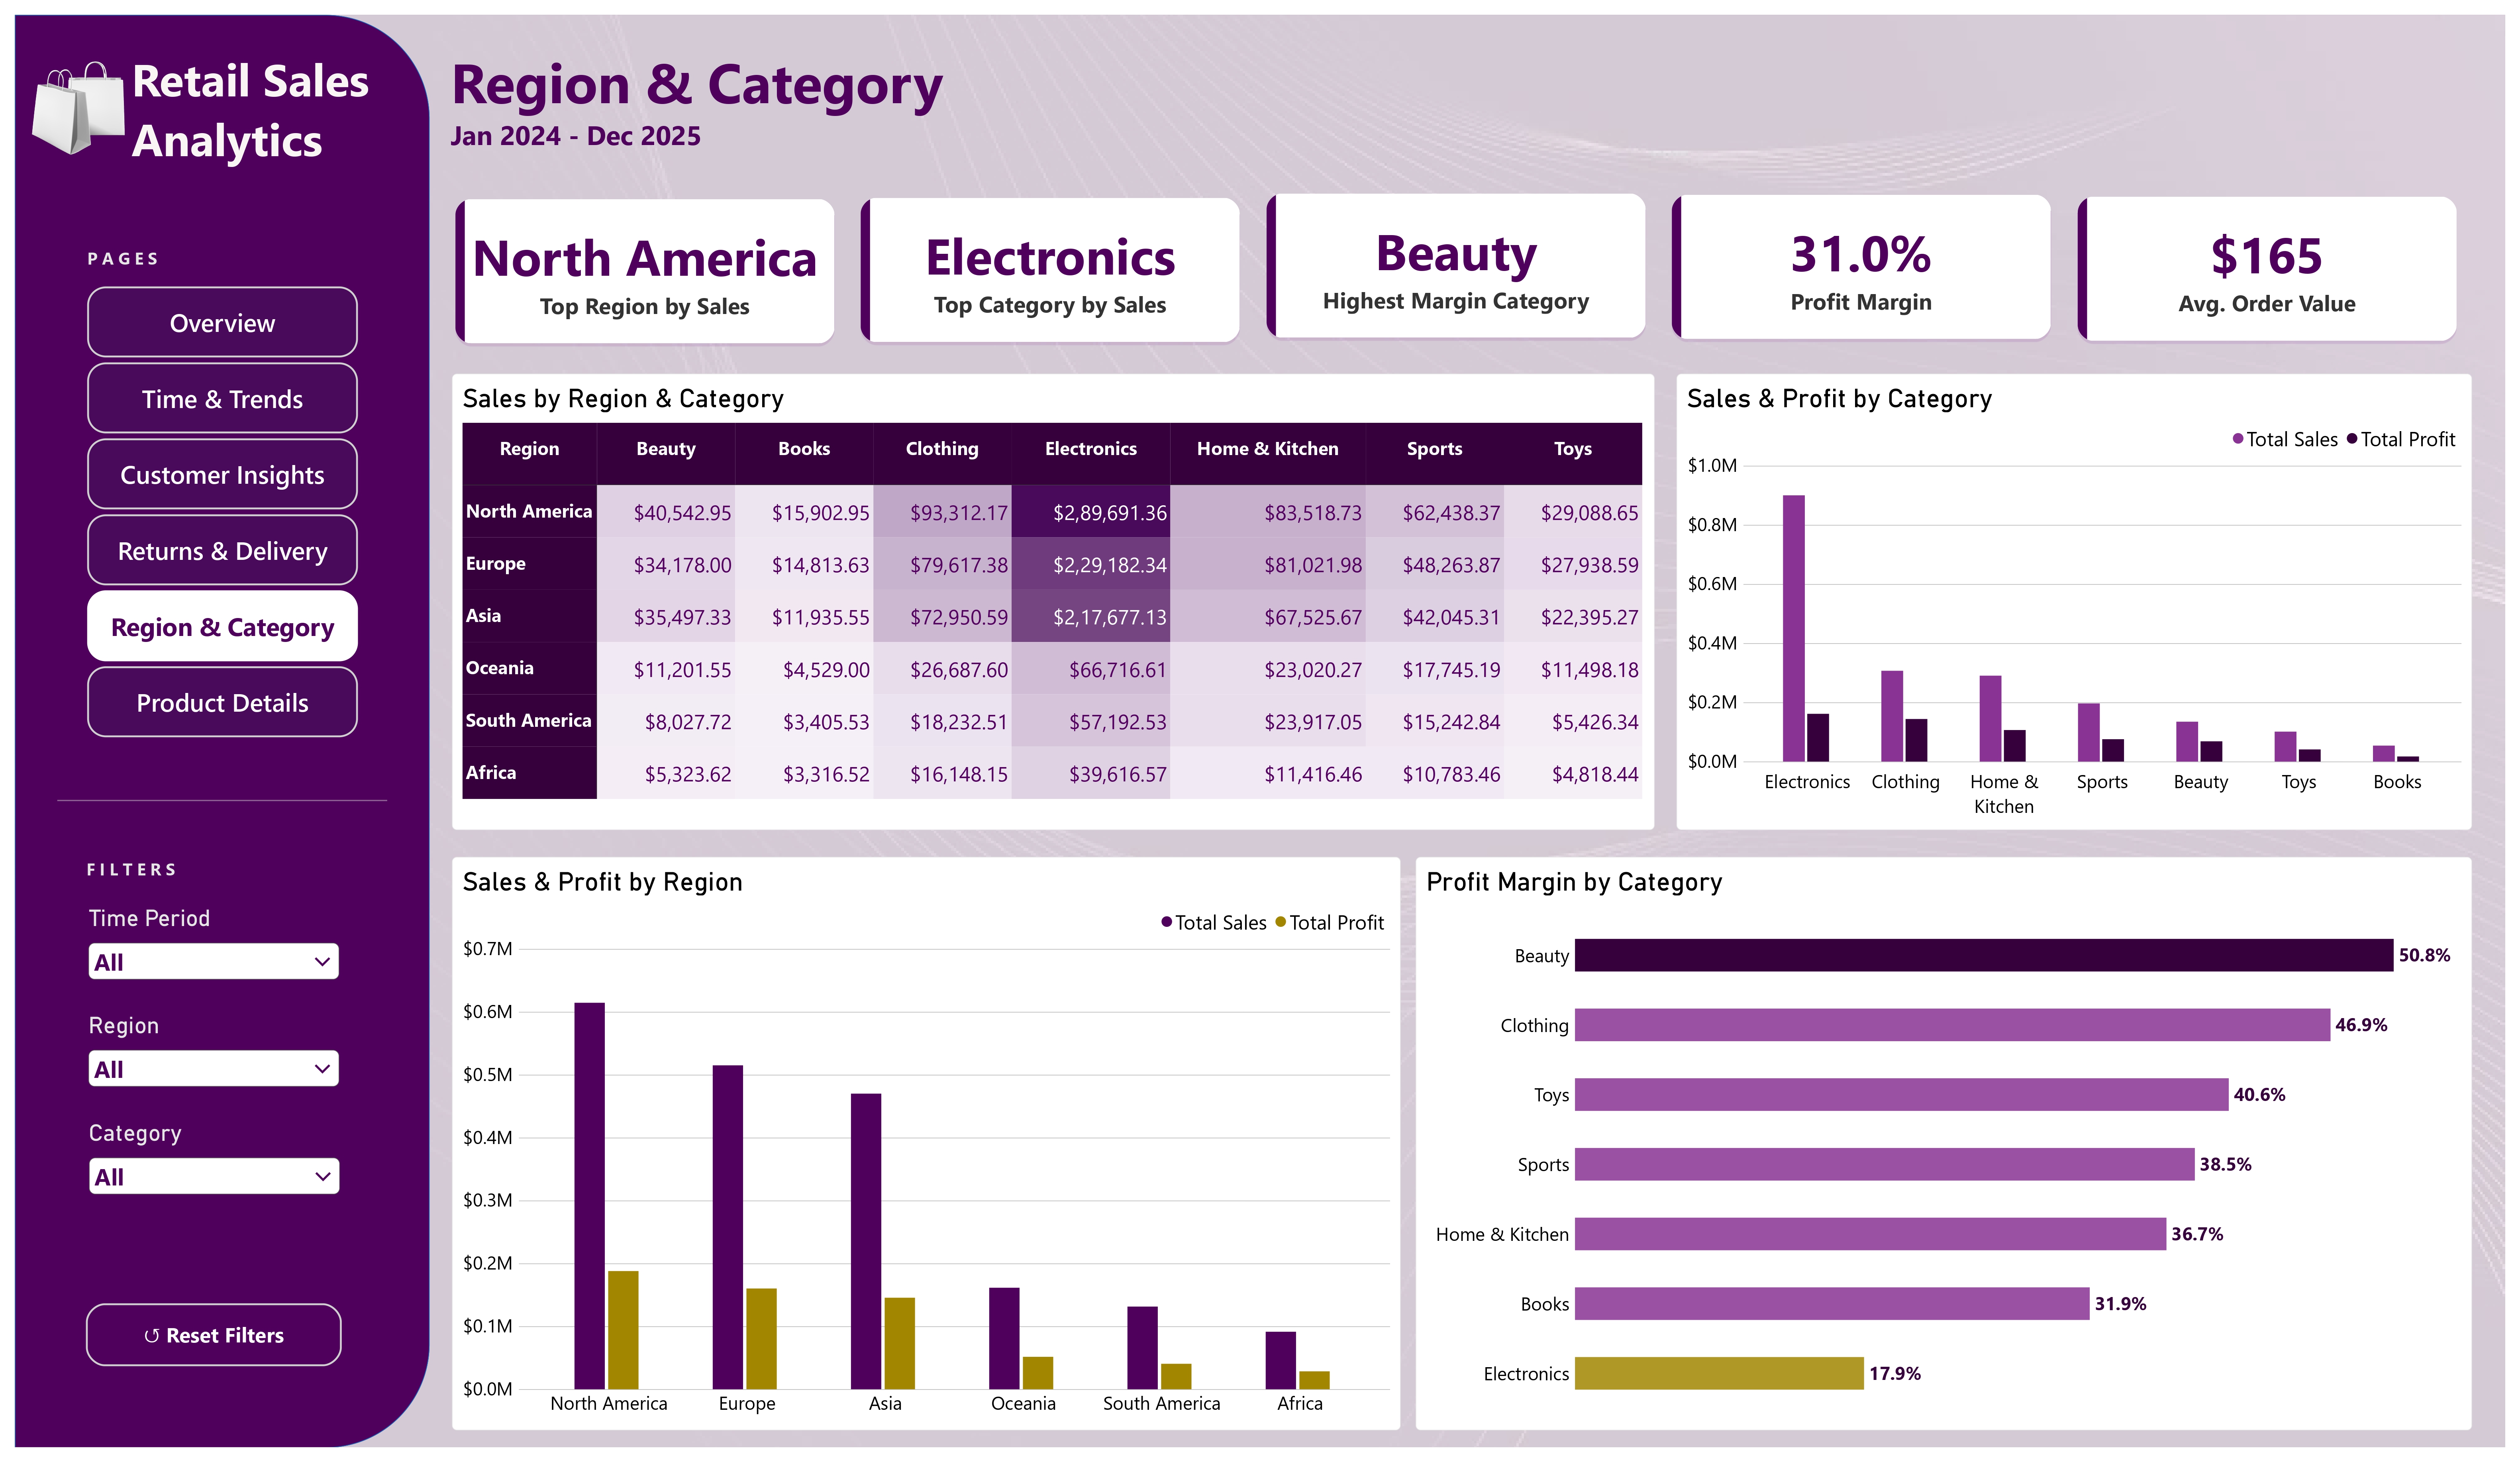 Retail Sales
Analytics
PAGES
Overview
Time & Trends
Customer Insights
Returns & Delivery
Region & Category
Product Details
FILTERS
Time Period
All
Region
All
Category
All
↺ Reset Filters
Region & Category
Jan 2024 - Dec 2025
North America
Top Region by Sales
Electronics
Top Category by Sales
Beauty
Highest Margin Category
31.0%
Profit Margin
$165
Avg. Order Value
Sales by Region & Category
Region Beauty Books Clothing Electronics Home & Kitchen Sports Toys
North America $40,542.95 $15,902.95 $93,312.17 $2,89,691.36 $83,518.73 $62,438.37 $29,088.65
Europe $34,178.00 $14,813.63 $79,617.38 $2,29,182.34 $81,021.98 $48,263.87 $27,938.59
Asia $35,497.33 $11,935.55 $72,950.59 $2,17,677.13 $67,525.67 $42,045.31 $22,395.27
Oceania $11,201.55 $4,529.00 $26,687.60 $66,716.61 $23,020.27 $17,745.19 $11,498.18
South America $8,027.72 $3,405.53 $18,232.51 $57,192.53 $23,917.05 $15,242.84 $5,426.34
Africa $5,323.62 $3,316.52 $16,148.15 $39,616.57 $11,416.46 $10,783.46 $4,818.44
Sales & Profit by Category
Total Sales Total Profit
$1.0M
$0.8M
$0.6M
$0.4M
$0.2M
$0.0M
Electronics Clothing Home & Sports Beauty Toys Books
Kitchen
Sales & Profit by Region
Total Sales Total Profit
$0.7M
$0.6M
$0.5M
$0.4M
$0.3M
$0.2M
$0.1M
$0.0M
North America Europe Asia Oceania South America Africa
Profit Margin by Category
Beauty 50.8%
Clothing 46.9%
Toys 40.6%
Sports 38.5%
Home & Kitchen 36.7%
Books 31.9%
Electronics 17.9%